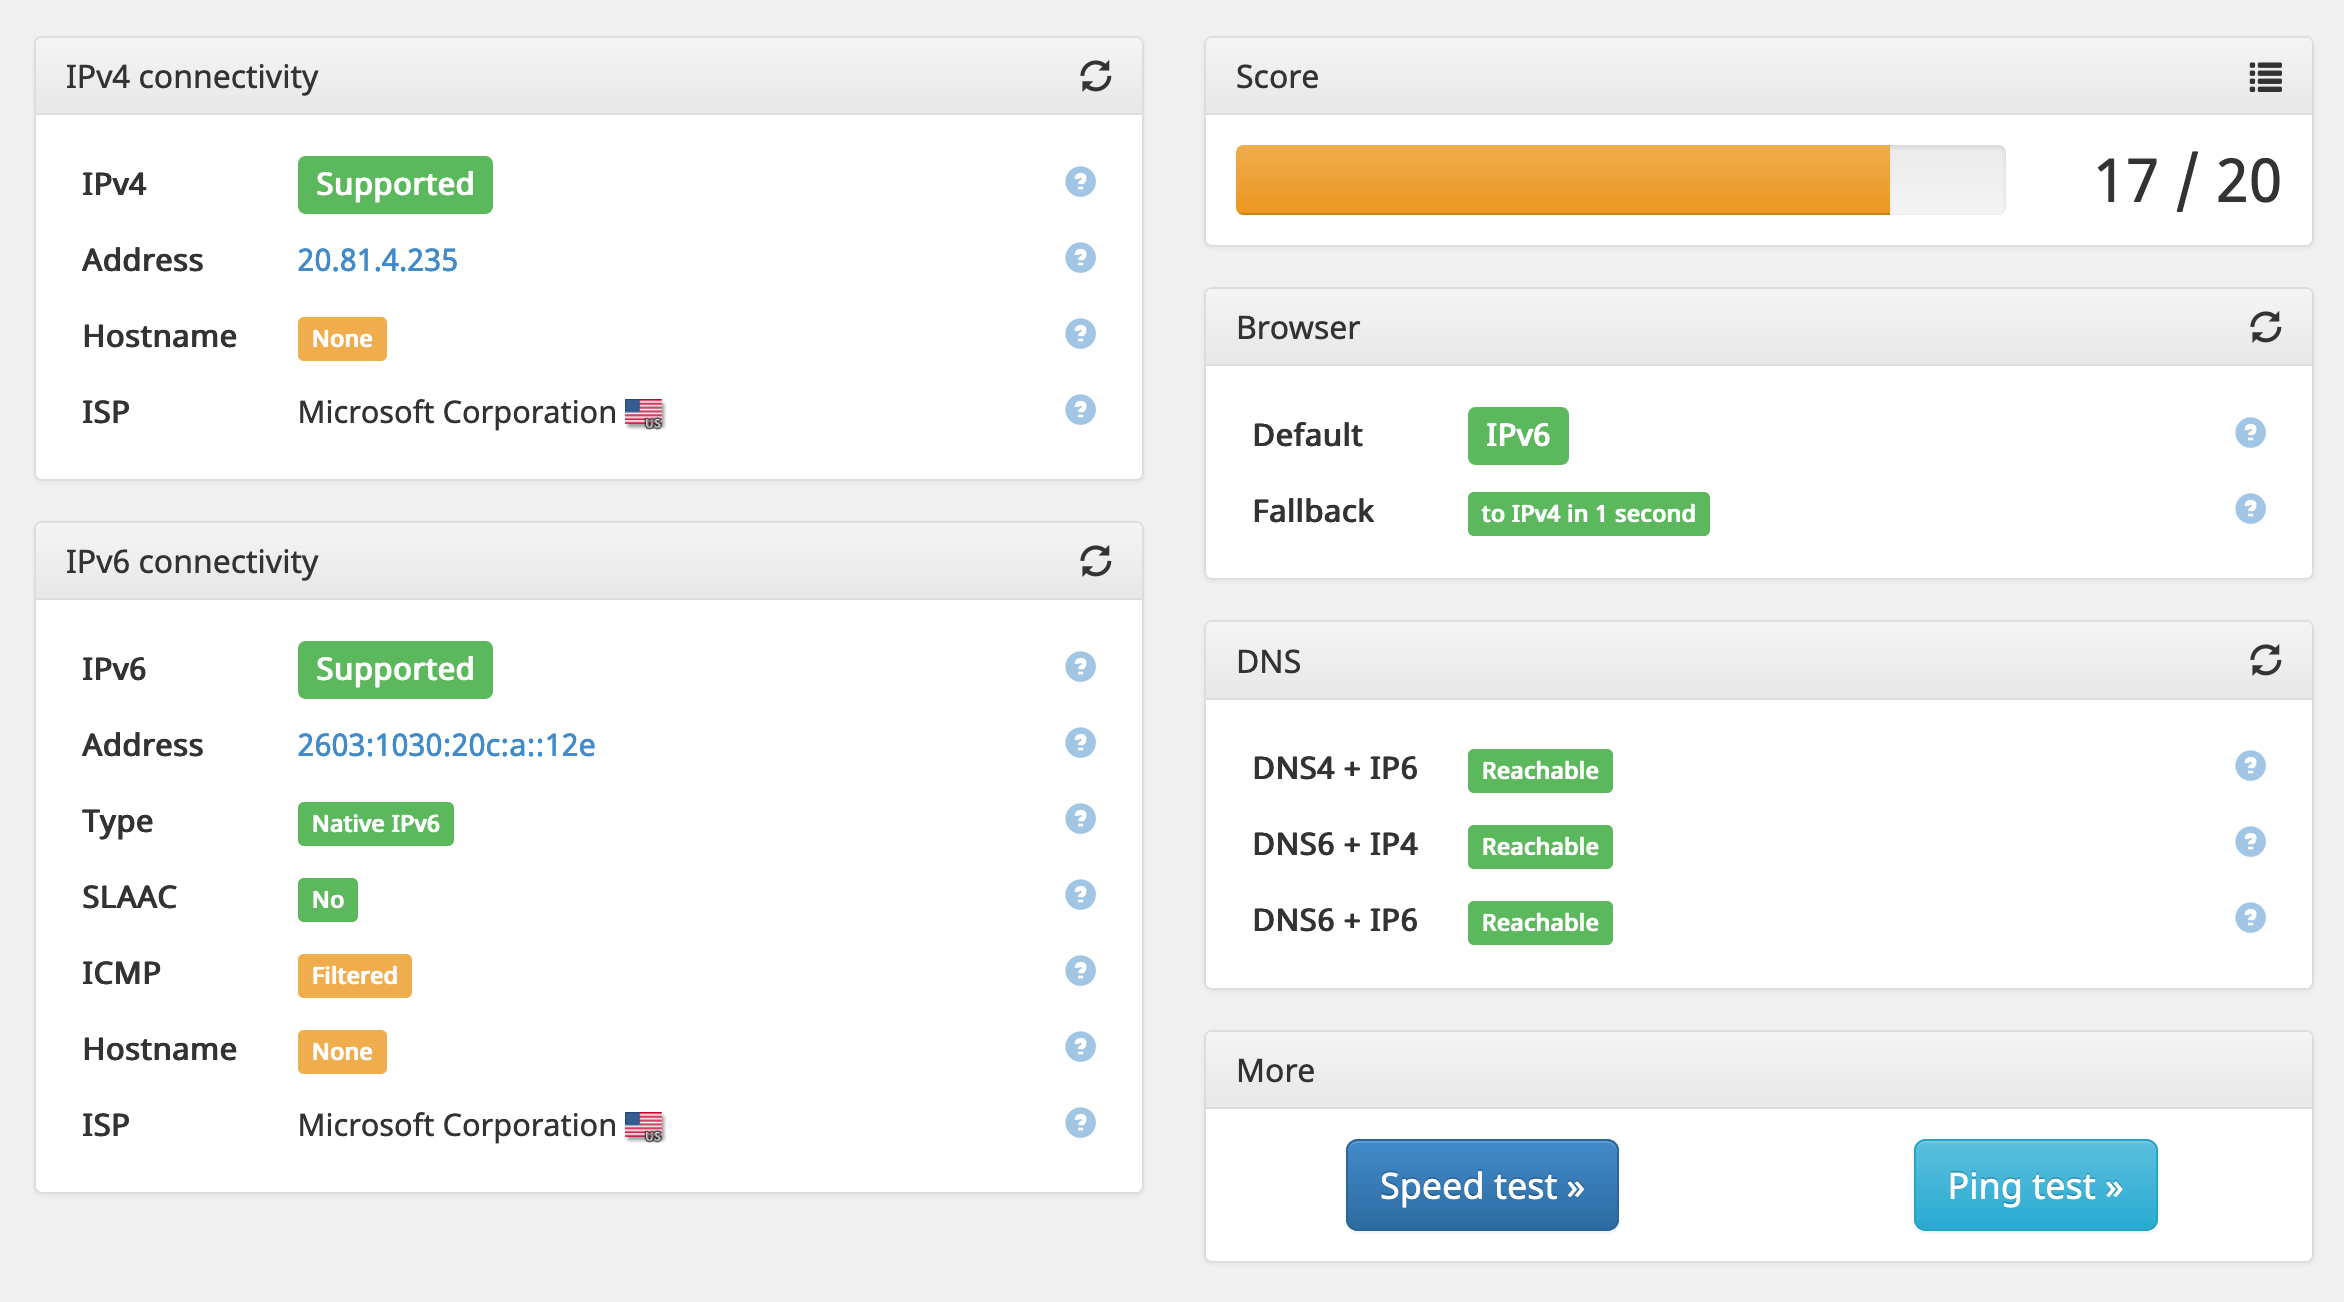 IPv4 connectivity
IPv4 Supported ?
Address 20.81.4.235 ?
Hostname None ?
ISP Microsoft Corporation US ?
IPv6 connectivity
IPv6 Supported ?
Address 2603:1030:20c:a::12e ?
Type Native IPv6 ?
SLAAC No ?
ICMP Filtered ?
Hostname None ?
ISP Microsoft Corporation US ?
Score
17 / 20
Browser
Default IPv6 ?
Fallback to IPv4 in 1 second ?
DNS
DNS4 + IP6 Reachable ?
DNS6 + IP4 Reachable ?
DNS6 + IP6 Reachable ?
More
Speed test » Ping test »